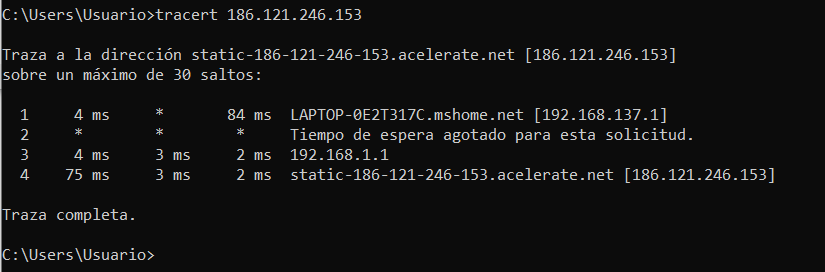 C:\Users\Usuario>tracert 186.121.246.153
Traza a la dirección static-186-121-246-153.acelerate.net [186.121.246.153]
sobre un máximo de 30 saltos:
1 4 ms * 84 ms LAPTOP-0E2T317C.mshome.net [192.168.137.1]
2 * * * Tiempo de espera agotado para esta solicitud.
3 4 ms 3 ms 2 ms 192.168.1.1
4 75 ms 3 ms 2 ms static-186-121-246-153.acelerate.net [186.121.246.153]
Traza completa.
C:\Users\Usuario>